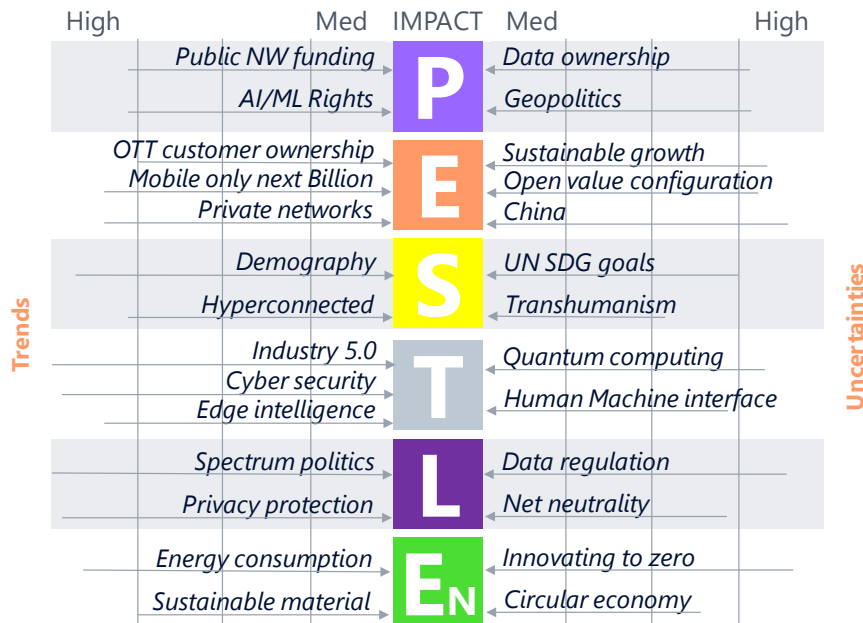 High Med IMPACT Med High
Public NW funding Data ownership
AI/ML Rights Geopolitics
P
OTT customer ownership Sustainable growth
Mobile only next Billion Open value configuration
Private networks China
E
Demography UN SDG goals
Hyperconnected Transhumanism
S
Trends
Uncertainties
Industry 5.0 Quantum computing
Cyber security
Edge intelligence Human Machine interface
T
Spectrum politics Data regulation
Privacy protection Net neutrality
L
Energy consumption Innovating to zero
Sustainable material Circular economy
EN